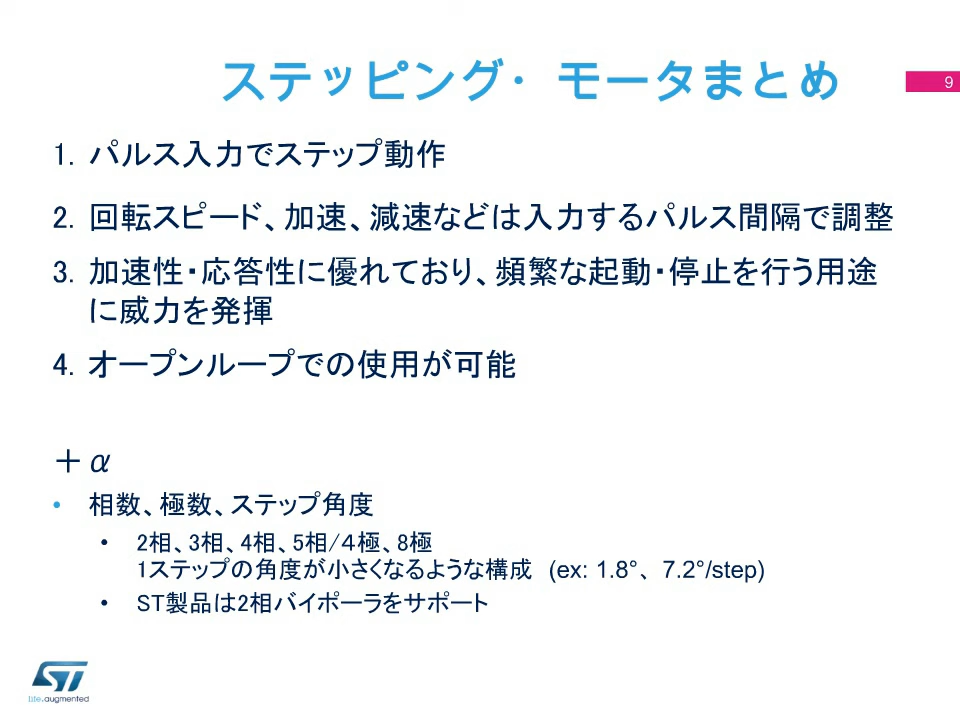 ステッピング・モータまとめ
9
1. パルス入力でステップ動作
2. 回転スピード、加速、減速などは入力するパルス間隔で調整
3. 加速性・応答性に優れており、頻繁な起動・停止を行う用途
に威力を発揮
4. オープンループでの使用が可能
＋α
• 相数、極数、ステップ角度
• 2相、3相、4相、5相/４極、8極
1ステップの角度が小さくなるような構成 (ex: 1.8°、7.2°/step)
• ST製品は2相バイポーラをサポート
ST
life.augmented